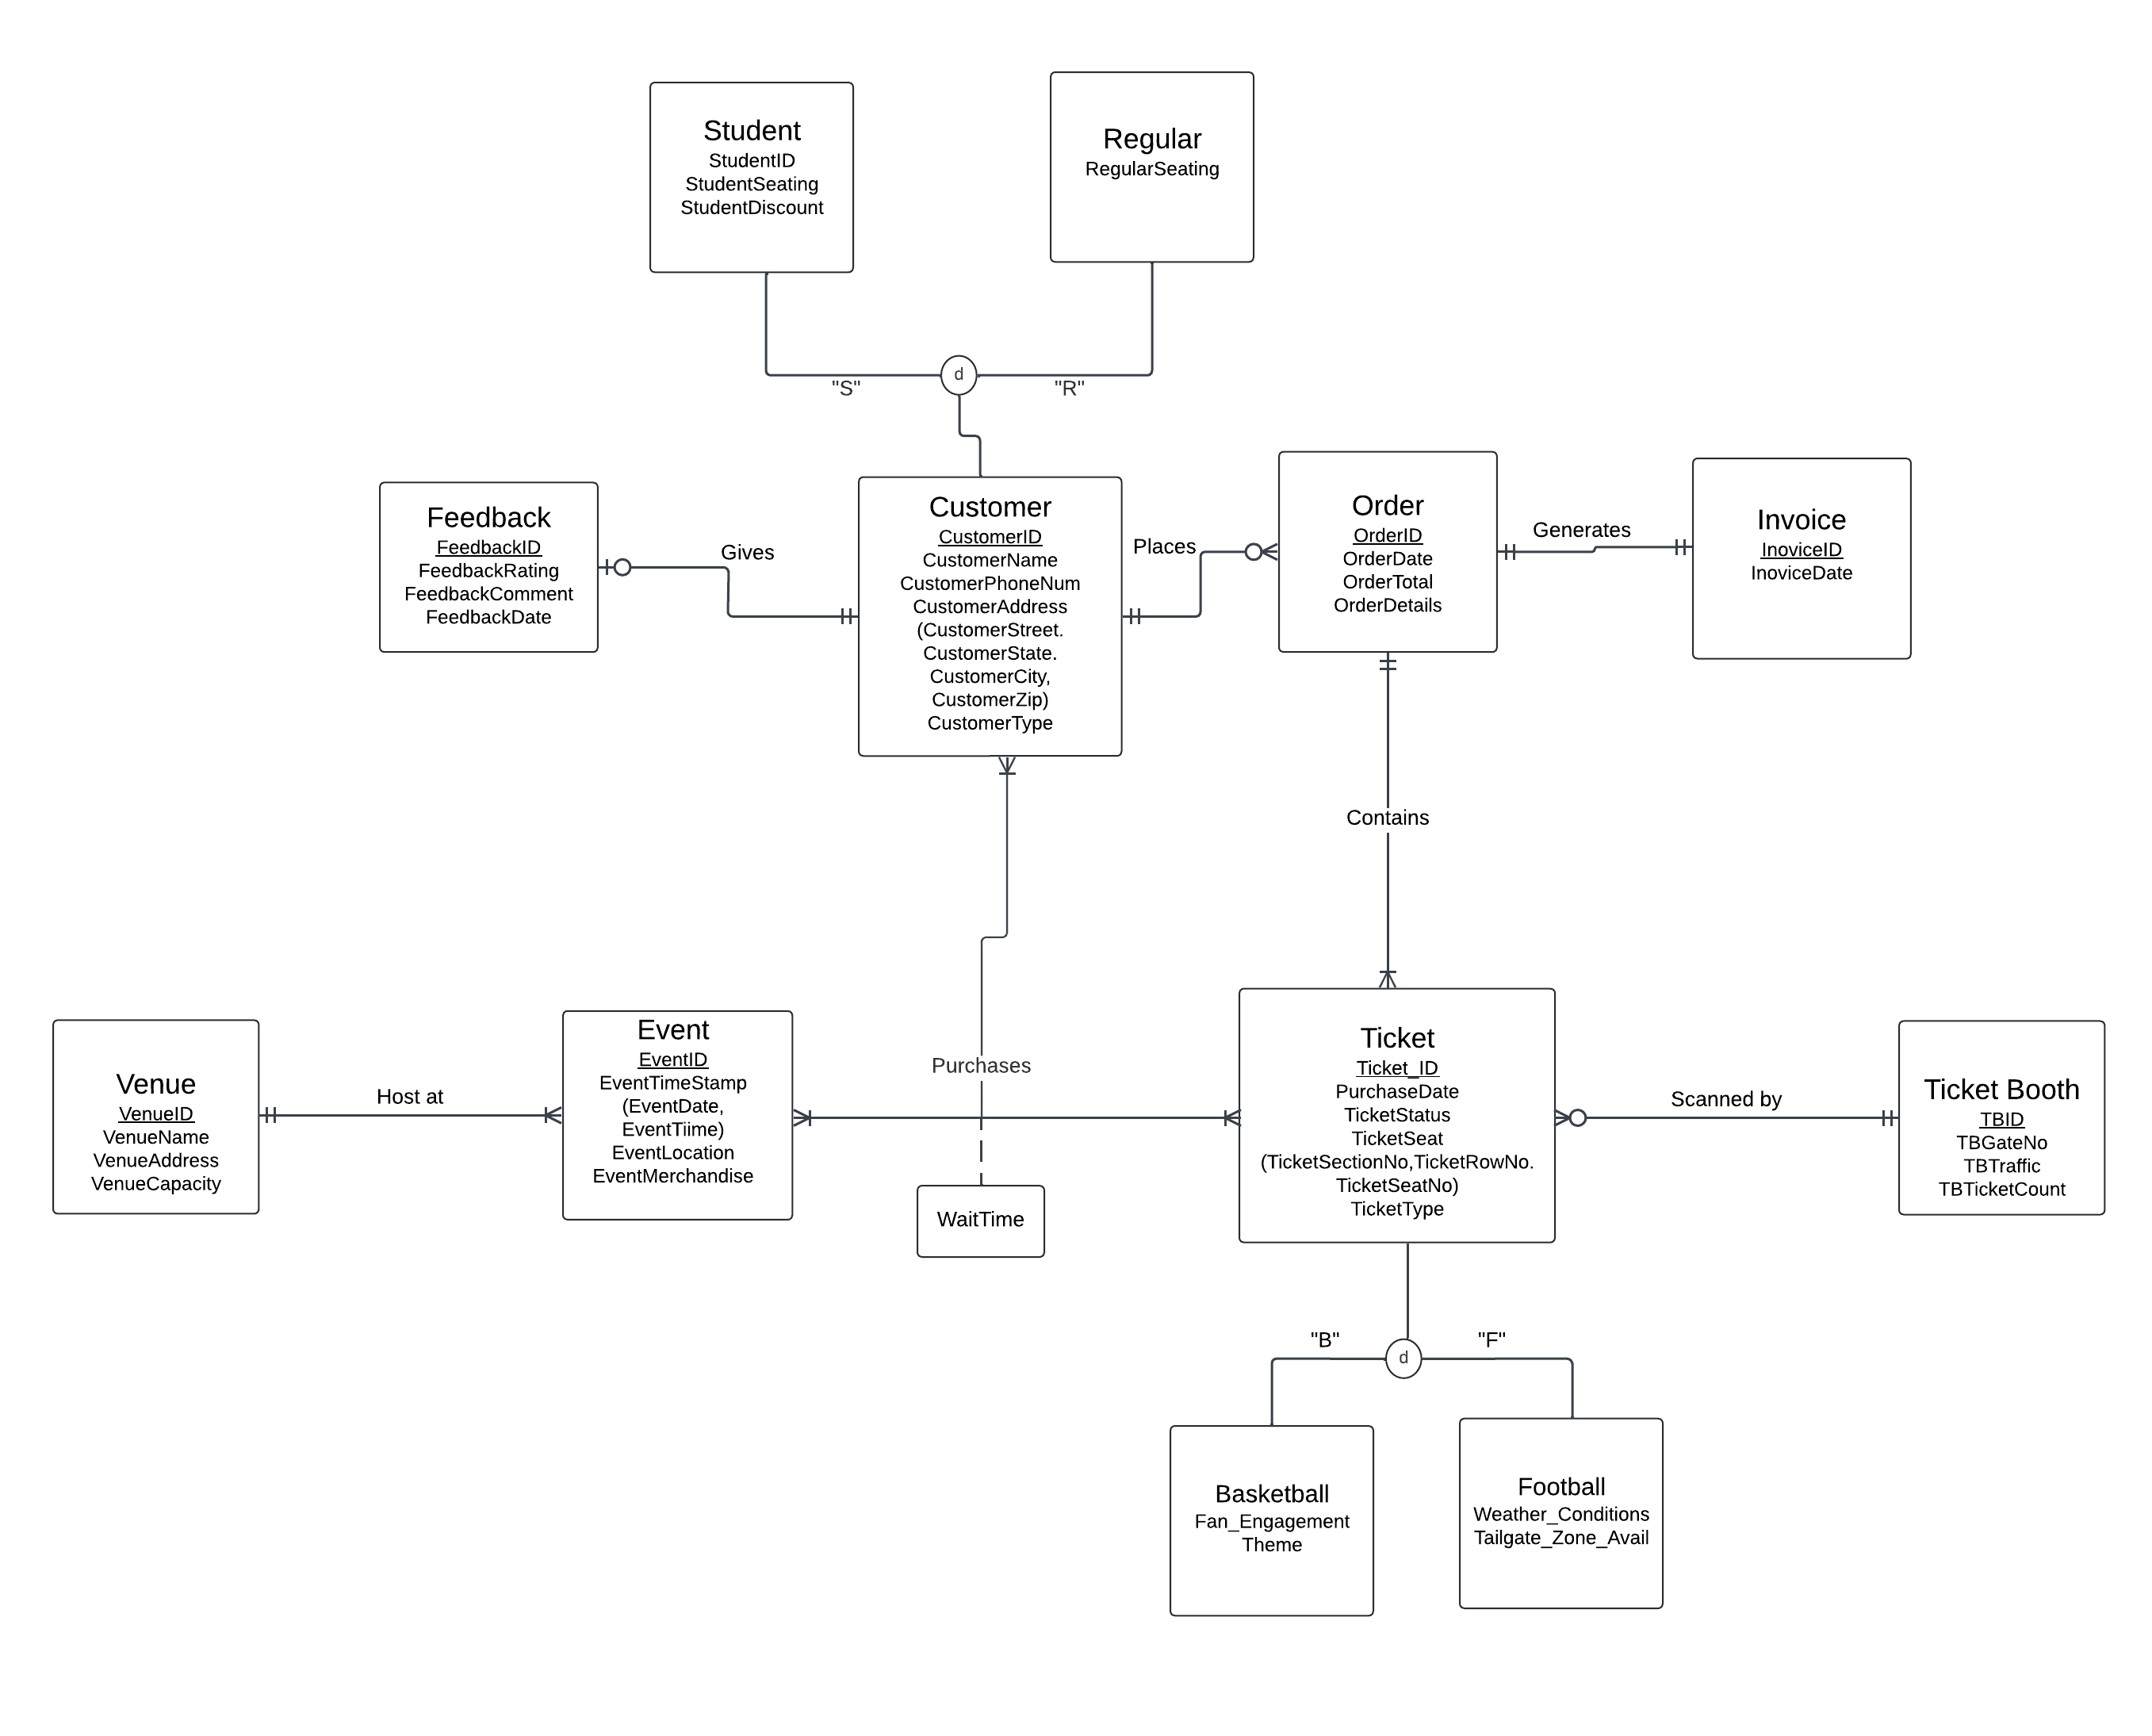 Student
StudentID
StudentSeating
StudentDiscount
Regular
RegularSeating
d
"S"
"R"
Feedback
FeedbackID
FeedbackRating
FeedbackComment
FeedbackDate
Gives
Customer
CustomerID
CustomerName
CustomerPhoneNum
CustomerAddress
(CustomerStreet.
CustomerState.
CustomerCity,
CustomerZip)
CustomerType
Places
Order
OrderID
OrderDate
OrderTotal
OrderDetails
Generates
Invoice
InoviceID
InoviceDate
Contains
Venue
VenueID
VenueName
VenueAddress
VenueCapacity
Host at
Event
EventID
EventTimeStamp
(EventDate,
EventTiime)
EventLocation
EventMerchandise
Purchases
WaitTime
Ticket
Ticket_ID
PurchaseDate
TicketStatus
TicketSeat
(TicketSectionNo,TicketRowNo.
TicketSeatNo)
TicketType
Scanned by
Ticket Booth
TBID
TBGateNo
TBTraffic
TBTicketCount
"B"
"F"
d
Basketball
Fan_Engagement
Theme
Football
Weather_Conditions
Tailgate_Zone_Avail